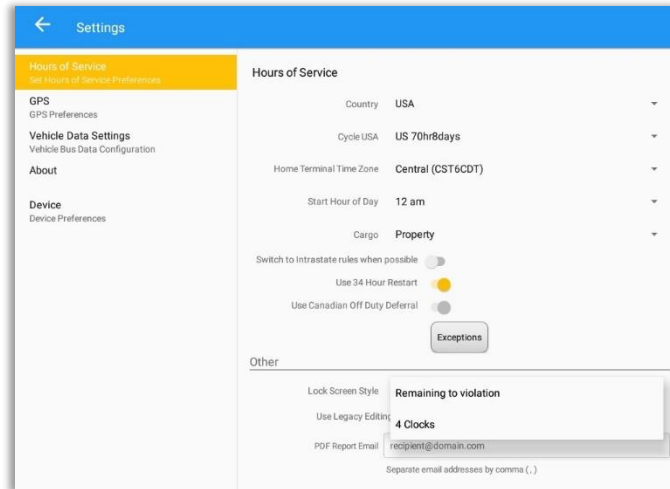 Settings
Hours of Service
Set Hours of Service Preferences
GPS
GPS Preferences
Vehicle Data Settings
Vehicle Bus Data Configuration
About
Device
Device Preferences
Hours of Service
Country USA
Cycle USA US 70hr8days
Home Terminal Time Zone Central (CST6CDT)
Start Hour of Day 12 am
Cargo Property
Switch to Intrastate rules when possible
Use 34 Hour Restart
Use Canadian Off Duty Deferral
Exceptions
Other
Lock Screen Style Remaining to violation
Use Legacy Editing 4 Clocks
PDF Report Email recipient@domain.com
Separate email addresses by comma ( , )